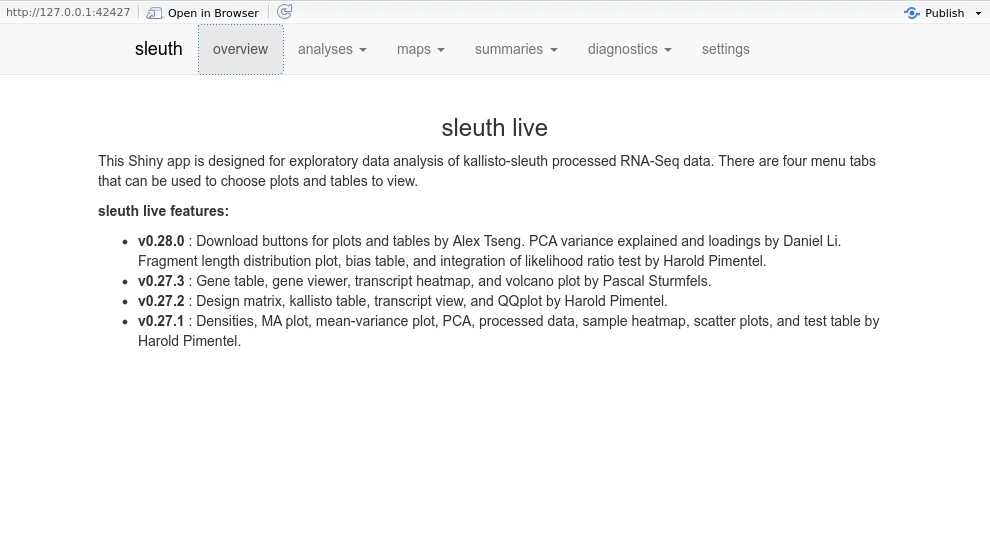 http://127.0.0.1:42427 Open in Browser Publish
sleuth overview analyses maps summaries diagnostics settings
sleuth live
This Shiny app is designed for exploratory data analysis of kallisto-sleuth processed RNA-Seq data. There are four menu tabs
that can be used to choose plots and tables to view.
sleuth live features:
• v0.28.0 : Download buttons for plots and tables by Alex Tseng. PCA variance explained and loadings by Daniel Li.
Fragment length distribution plot, bias table, and integration of likelihood ratio test by Harold Pimentel.
• v0.27.3 : Gene table, gene viewer, transcript heatmap, and volcano plot by Pascal Sturmfels.
• v0.27.2 : Design matrix, kallisto table, transcript view, and QQplot by Harold Pimentel.
• v0.27.1 : Densities, MA plot, mean-variance plot, PCA, processed data, sample heatmap, scatter plots, and test table by
Harold Pimentel.